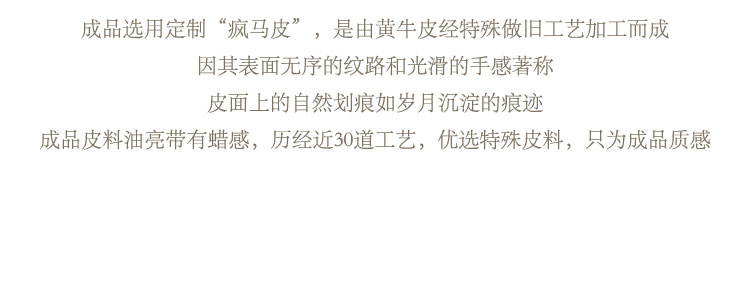 成品选用定制“疯马皮”，是由黄牛皮经特殊做旧工艺加工而成
因其表面无序的纹路和光滑的手感著称
皮面上的自然划痕如岁月沉淀的痕迹
成品皮料油亮带有蜡感，历经近30道工艺，优选特殊皮料，只为成品质感